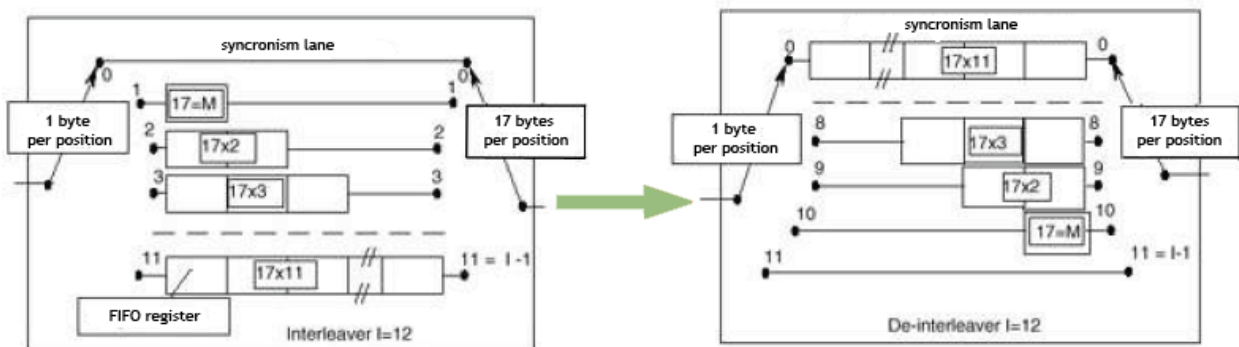 syncronism lane
0
0
1
17=M
1
1 byte
per position
17 bytes
per position
2
17x2
2
3
17x3
3
11
17x11
11 = I -1
FIFO register
Interleaver I=12
syncronism lane
0
17x11
0
1 byte
per position
17 bytes
per position
8
17x3
8
9
17x2
9
10
17=M
10
11
11 = I-1
De-interleaver I=12